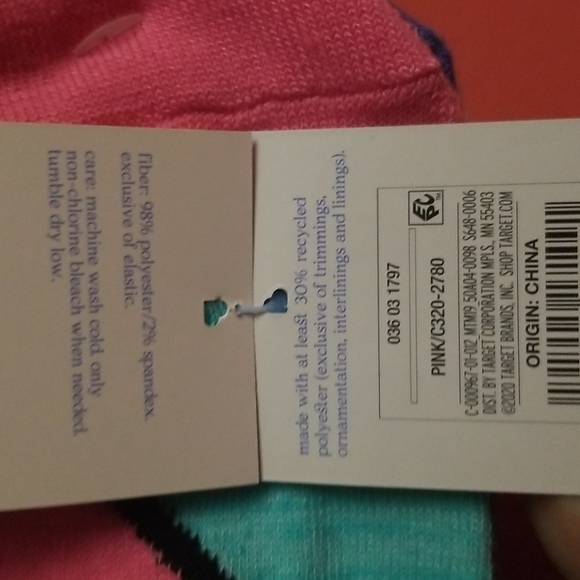 fiber: 98% polyester/2% spandex.
exclusive of elastic.
care: machine wash cold. only
non-chlorine bleach when needed.
tumble dry low.
made with at least 30% recycled
polyester (exclusive of trimmings,
ornamentation, interlinings and linings).
036 03 1797
EPC
PINK/C320-2780
C-000967-01-012 MTM19 50A04-0098 S648-0006
DIST. BY TARGET CORPORATION MPLS, MN 55403
©2020 TARGET BRANDS, INC. SHOP TARGET.COM
ORIGIN: CHINA